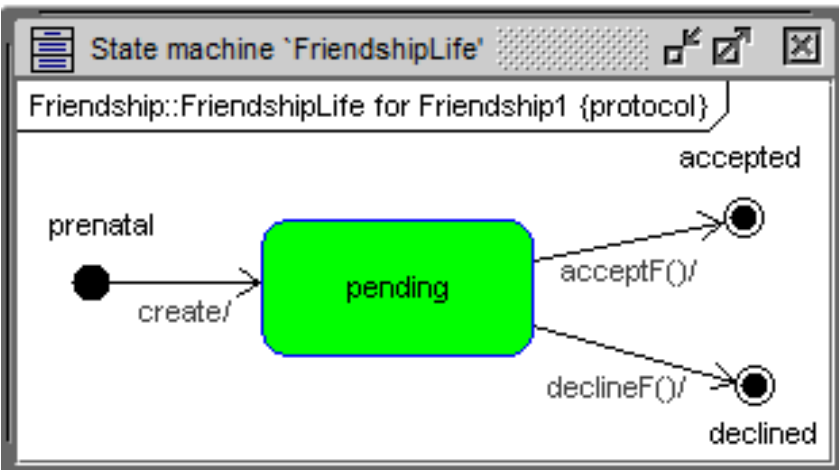 State machine `FriendshipLife'
Friendship::FriendshipLife for Friendship1 {protocol}
accepted
prenatal
pending
acceptF()/
create/
declineF()/
declined